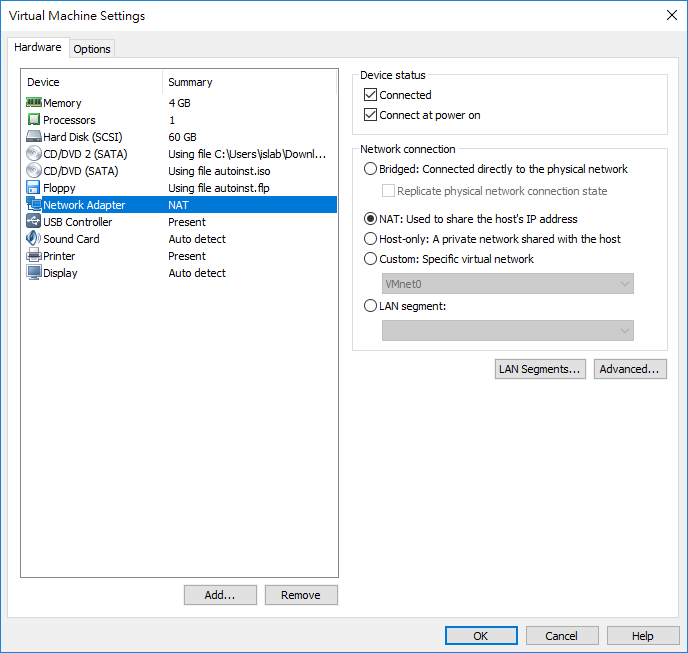 Virtual Machine Settings
Hardware
Options
Device Summary
Memory 4 GB
Processors 1
Hard Disk (SCSI) 60 GB
CD/DVD 2 (SATA) Using file C:\Users\jslab\Downl...
CD/DVD (SATA) Using file autoinst.iso
Floppy Using file autoinst.flp
Network Adapter NAT
USB Controller Present
Sound Card Auto detect
Printer Present
Display Auto detect
Add...
Remove
Device status
Connected
Connect at power on
Network connection
Bridged: Connected directly to the physical network
Replicate physical network connection state
NAT: Used to share the host's IP address
Host-only: A private network shared with the host
Custom: Specific virtual network
VMnet0
LAN segment:
LAN Segments...
Advanced...
OK
Cancel
Help